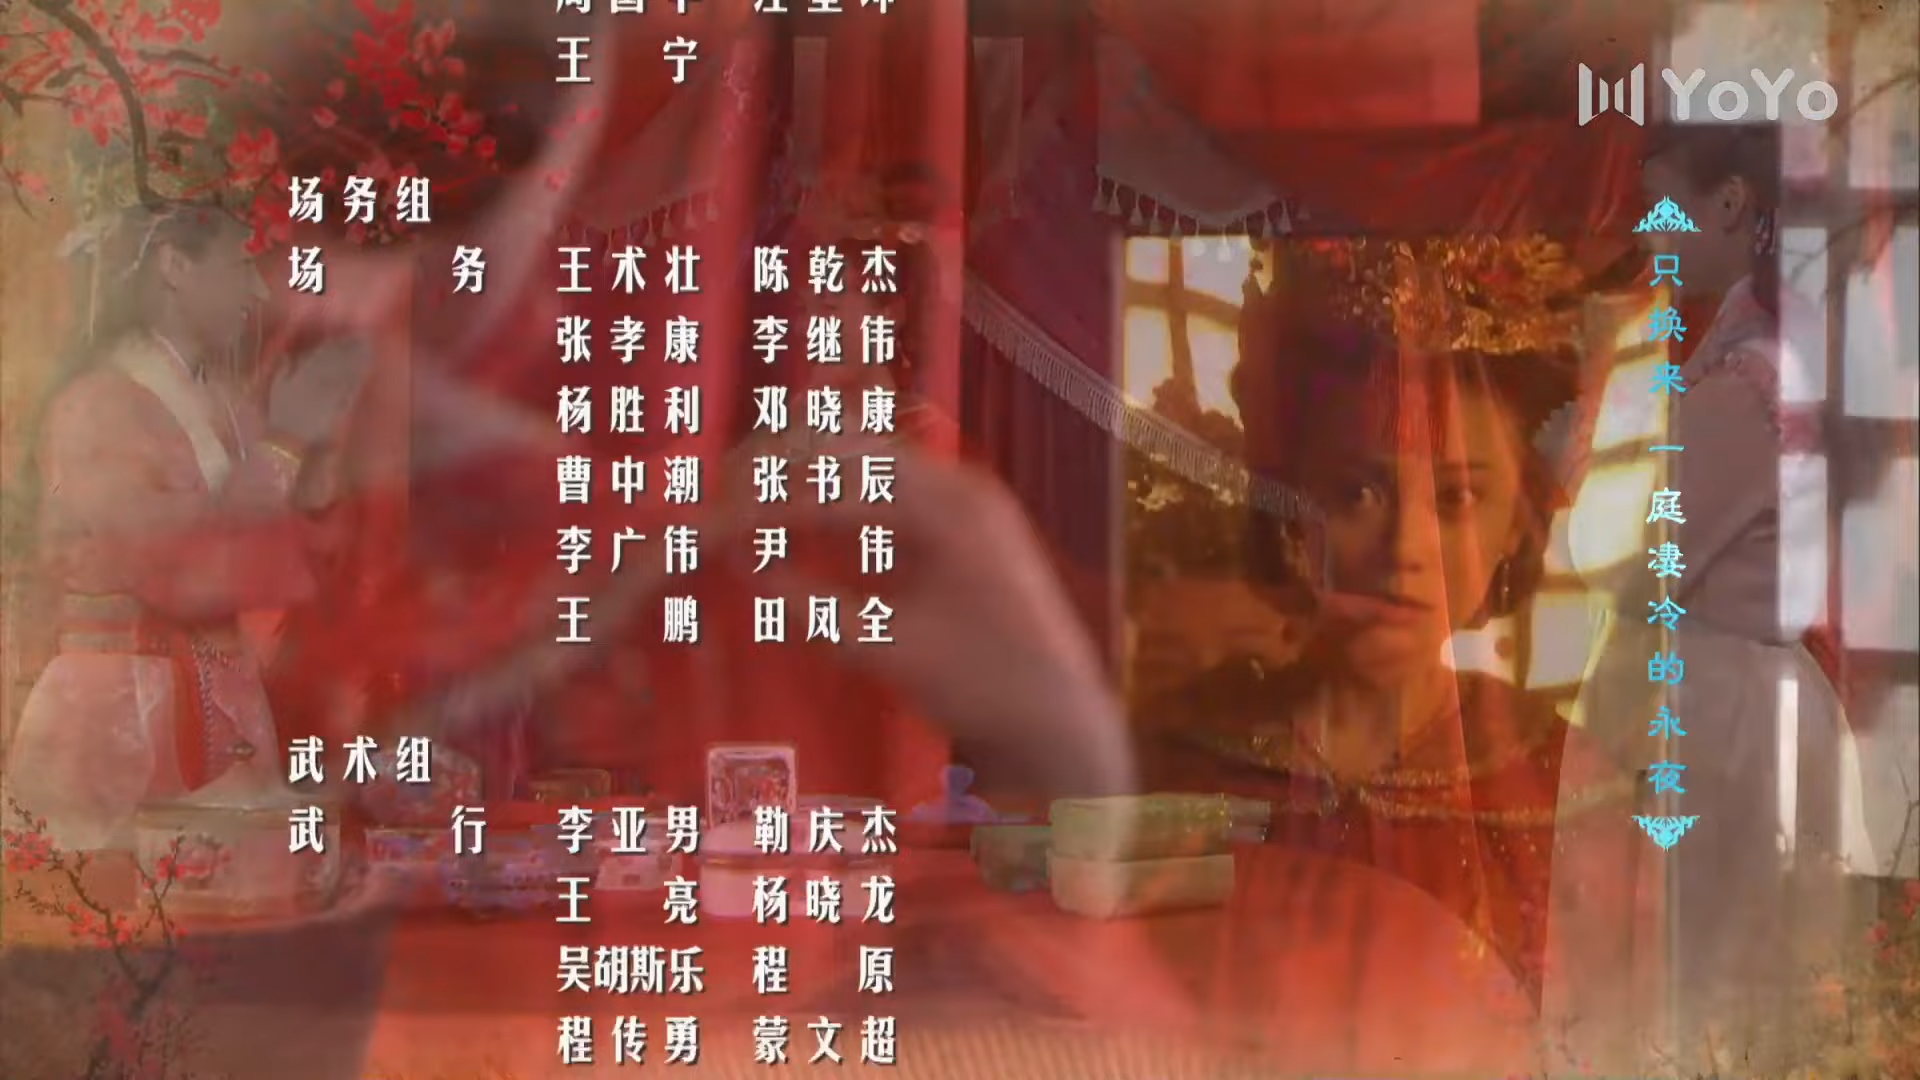 王 宁
YoYo
场务组
场务 王术壮 陈乾杰
张孝康 李继伟
杨胜利 邓晓康
曹中潮 张书辰
李广伟 尹伟
王鹏 田凤全
武术组
武行 李亚男 勒庆杰
王亮 杨晓龙
吴胡斯乐 程原
程传勇 蒙文超
只换来一庭凄冷的永夜